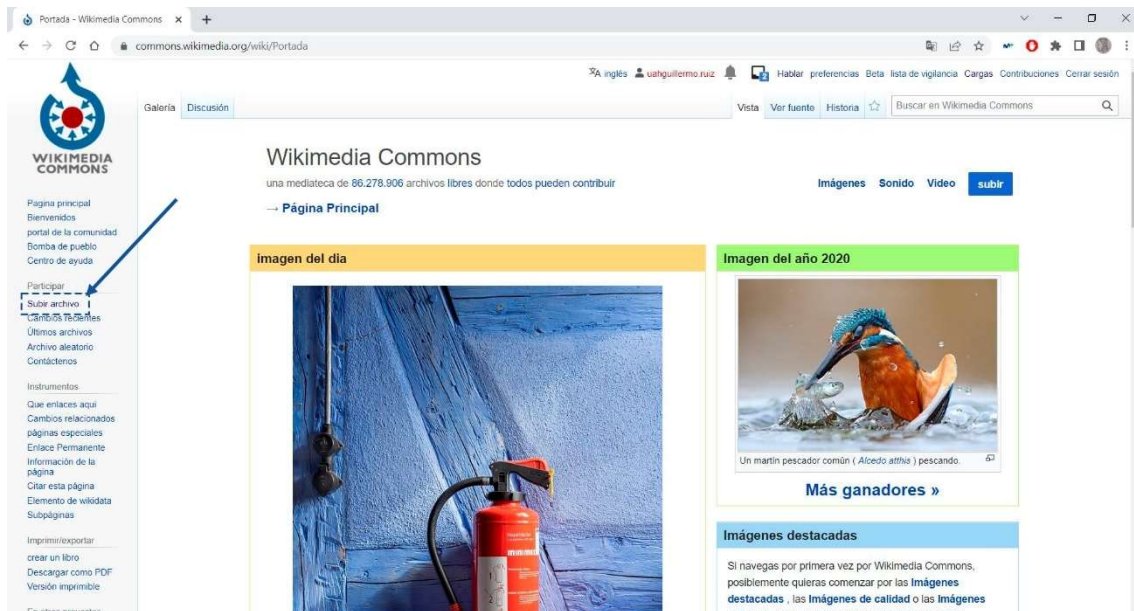 Portada - Wikimedia Commons
commons.wikimedia.org/wiki/Portada
inglés uahguillermo.ruiz Hablar preferencias Beta lista de vigilancia Cargas Contribuciones Cerrar sesión
Galería Discusión Vista Ver fuente Historia Buscar en Wikimedia Commons
WIKIMEDIA
COMMONS
Wikimedia Commons
una mediateca de 86.278.906 archivos libres donde todos pueden contribuir
Imágenes Sonido Video subir
→ Página Principal
Pagina principal
Bienvenidos
portal de la comunidad
Bomba de pueblo
Centro de ayuda
Participar
Subir archivo
Cambios recientes
Últimos archivos
Archivo aleatorio
Contáctenos
Instrumentos
Que enlaces aqui
Cambios relacionados
páginas especiales
Enlace Permanente
Información de la
página
Citar esta página
Elemento de wikidata
Subpáginas
Imprimir/exportar
crear un libro
Descargar como PDF
Versión imprimible
imagen del dia
Imagen del año 2020
Un martín pescador común ( Alcedo atthis ) pescando.
Más ganadores »
Imágenes destacadas
Si navegas por primera vez por Wikimedia Commons,
posiblemente quieras comenzar por las Imágenes
destacadas , las Imágenes de calidad o las Imágenes